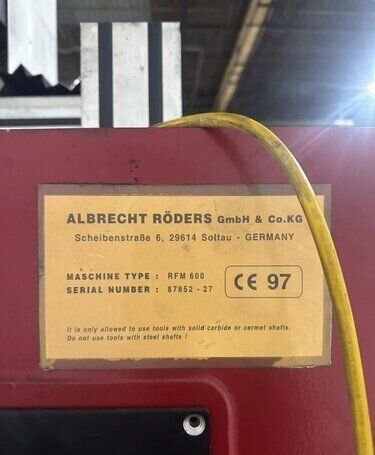 ALBRECHT RÖDERS GmbH & Co.KG
Scheibenstraße 6, 29614 Soltau - GERMANY
MASCHINE TYPE : RFM 600
SERIAL NUMBER : 87852 - 27
CE 97
It is only allowed to use tools with solid carbide or cermet shafts.
Do not use tools with steel shafts !